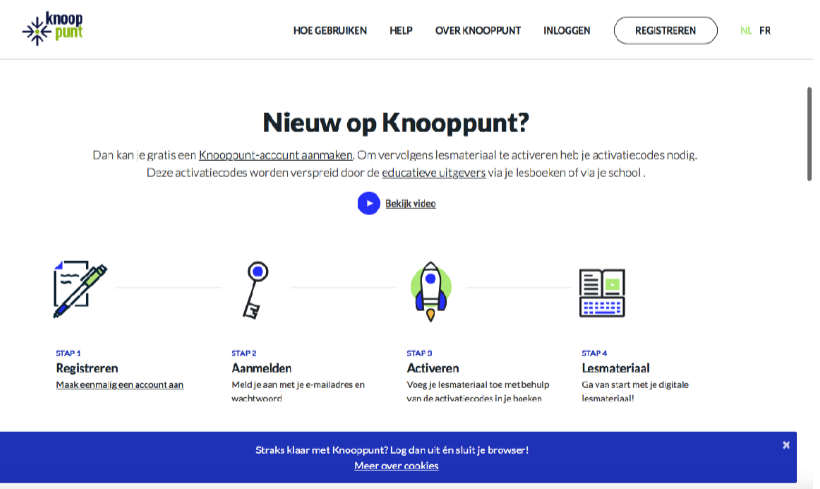 knoop
punt
HOE GEBRUIKEN HELP OVER KNOOPPUNT INLOGGEN REGISTREREN NL FR
Nieuw op Knooppunt?
Dan kan je gratis een Knooppunt-account aanmaken. Om vervolgens lesmateriaal te activeren heb je activatiecodes nodig.
Deze activatiecodes worden verspreid door de educatieve uitgevers via je lesboeken of via je school .
Bekijk video
STAP 1
Registreren
Maak eenmalig een account aan
STAP 2
Aanmelden
Meld je aan met je e-mailadres en
wachtwoord
STAP 3
Activeren
Voeg je lesmateriaal toe met behulp
van de activatiecodes in je boeken
STAP 4
Lesmateriaal
Ga van start met je digitale
lesmateriaal!
Straks klaar met Knooppunt? Log dan uit én sluit je browser!
Meer over cookies